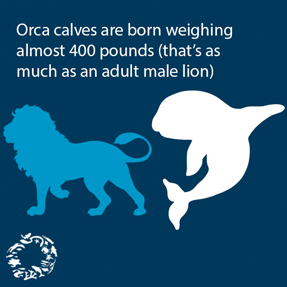 Orca calves are born weighing
almost 400 pounds (that's as
much as an adult male lion)